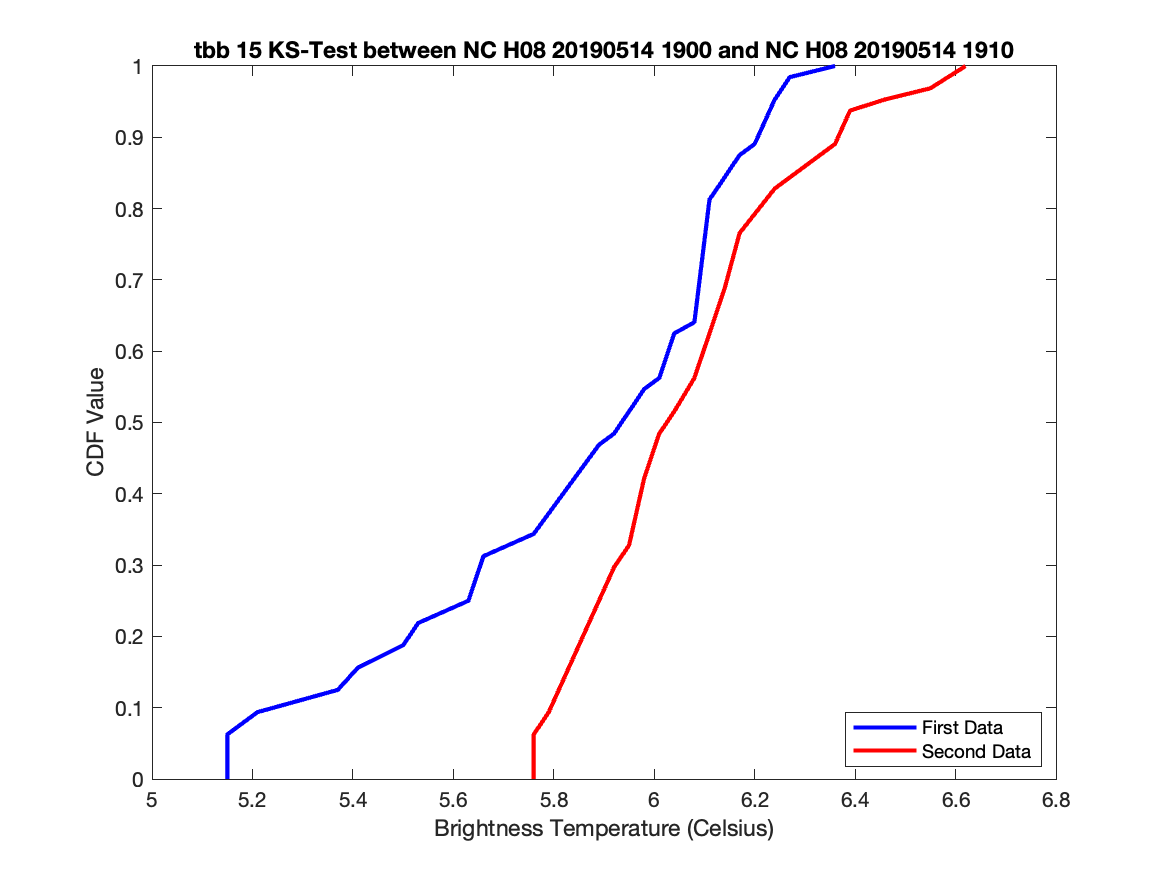 tbb 15 KS-Test between NC H08 20190514 1900 and NC H08 20190514 1910
1
0.9
0.8
0.7
0.6
0.5
0.4
0.3
0.2
0.1
0
CDF Value
5 5.2 5.4 5.6 5.8 6 6.2 6.4 6.6 6.8
Brightness Temperature (Celsius)
First Data
Second Data